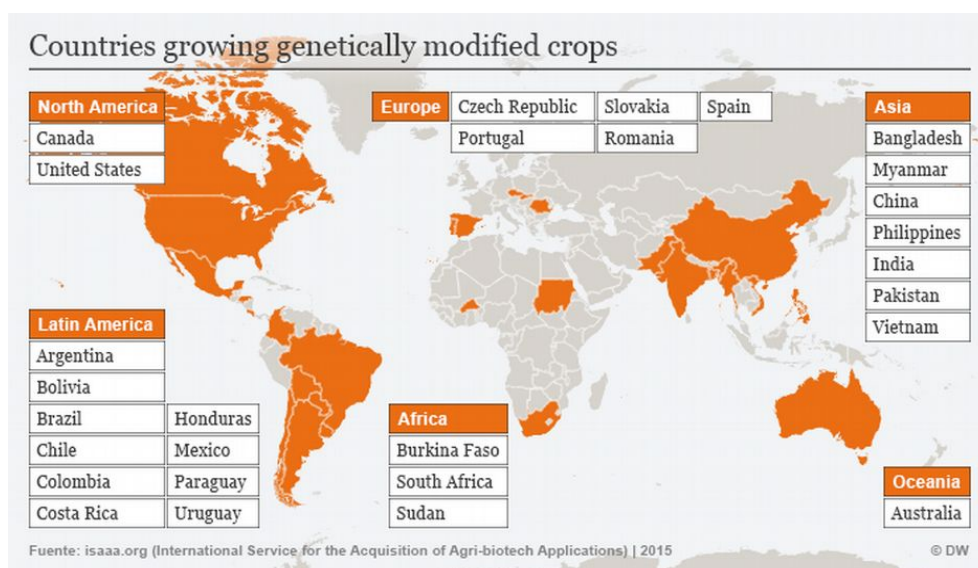 Countries growing genetically modified crops
North America
Canada
United States
Europe
Czech Republic
Slovakia
Spain
Portugal
Romania
Asia
Bangladesh
Myanmar
China
Philippines
India
Pakistan
Vietnam
Latin America
Argentina
Bolivia
Brazil
Honduras
Chile
Mexico
Colombia
Paraguay
Costa Rica
Uruguay
Africa
Burkina Faso
South Africa
Sudan
Oceania
Australia
Fuente: isaaa.org (International Service for the Acquisition of Agri-biotech Applications) | 2015
© DW